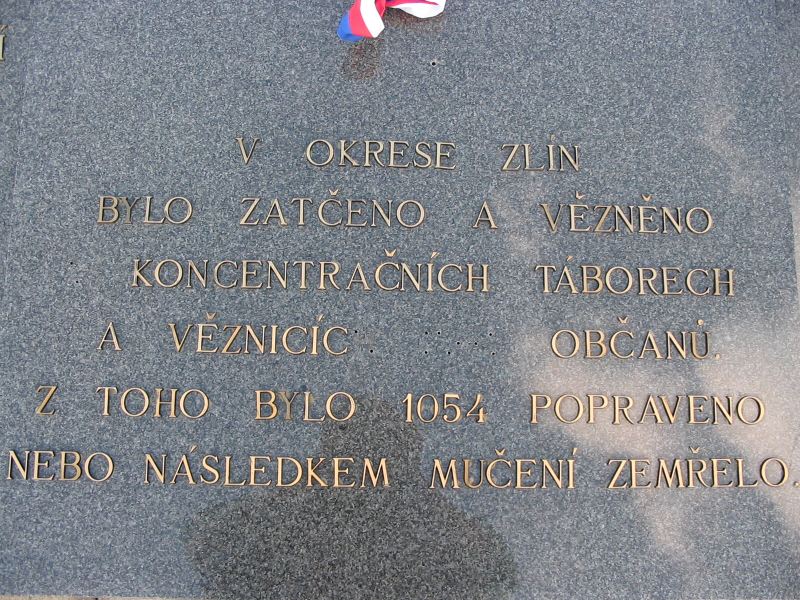 V OKRESE ZLÍN
BYLO ZATČENO A VĚZNĚNO
KONCENTRAČNÍCH TÁBORECH
A VĚZNICÍC OBČANŮ.
Z TOHO BYLO 1054 POPRAVENO
NEBO NÁSLEDKEM MUČENÍ ZEMŘELO.